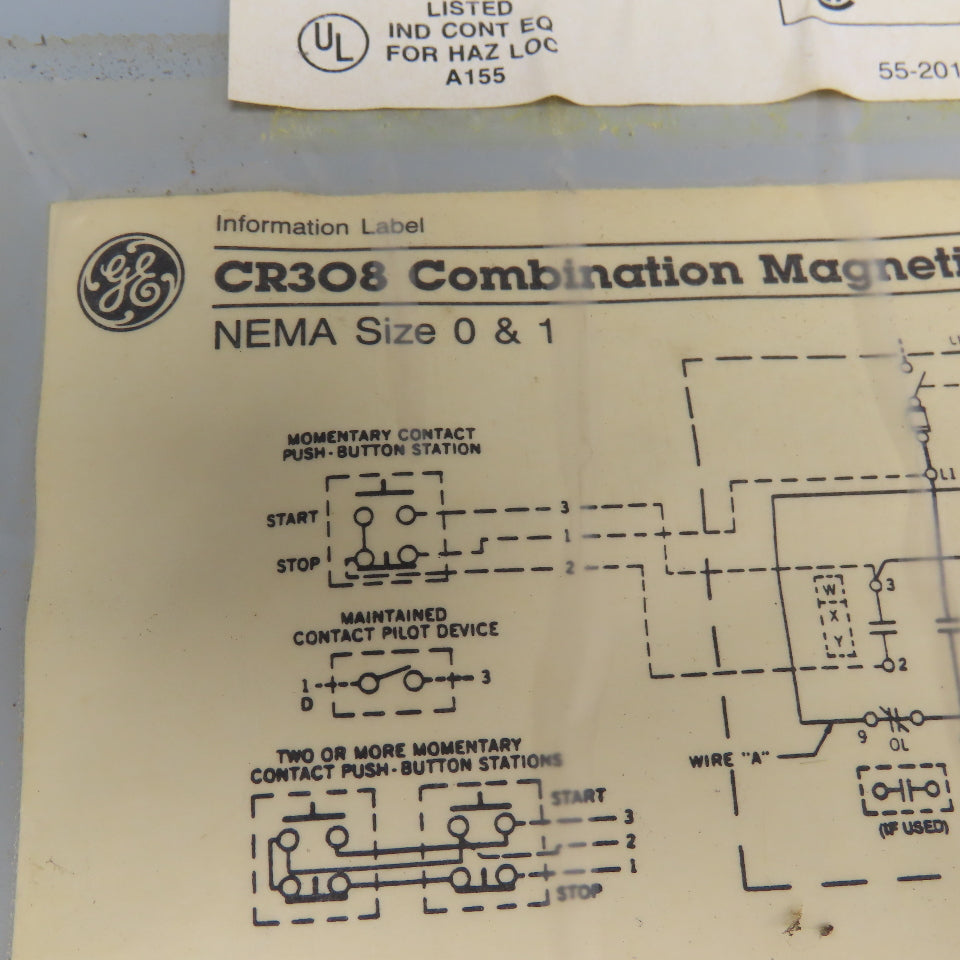 LISTED
UL IND CONT EQ
FOR HAZ LOC
A155
55-201
Information Label
GE
CR308 Combination Magneti
NEMA Size 0 & 1
MOMENTARY CONTACT
PUSH-BUTTON STATION
START
3
1
STOP
2
L1
3
W
X
Y
2
MAINTAINED
CONTACT PILOT DEVICE
1
3
D
9
OL
WIRE "A"
(IF USED)
TWO OR MORE MOMENTARY
CONTACT PUSH-BUTTON STATIONS
START
3
2
1
STOP